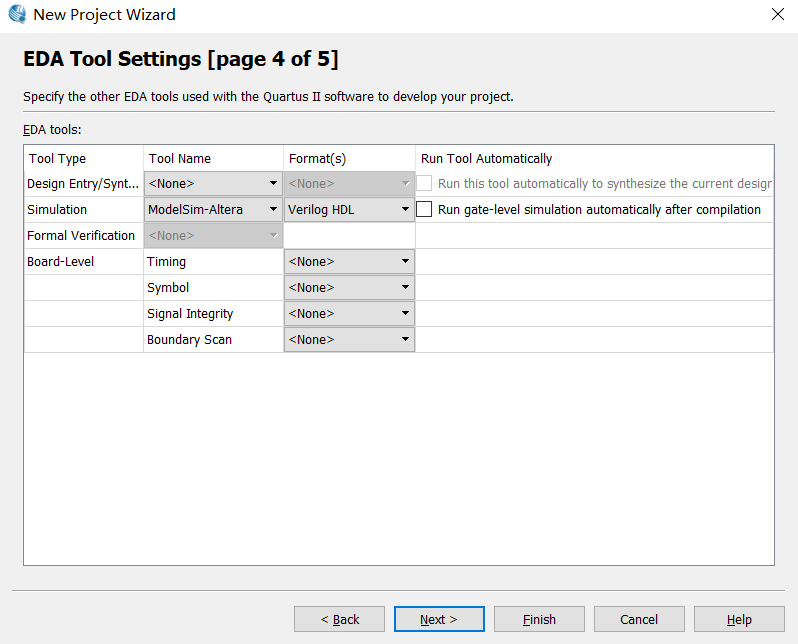 New Project Wizard
EDA Tool Settings [page 4 of 5]
Specify the other EDA tools used with the Quartus II software to develop your project.
EDA tools:
Tool Type Tool Name Format(s) Run Tool Automatically
Design Entry/Synt... <None> <None> Run this tool automatically to synthesize the current design
Simulation ModelSim-Altera Verilog HDL Run gate-level simulation automatically after compilation
Formal Verification <None>
Board-Level Timing <None>
Symbol <None>
Signal Integrity <None>
Boundary Scan <None>
< Back Next > Finish Cancel Help